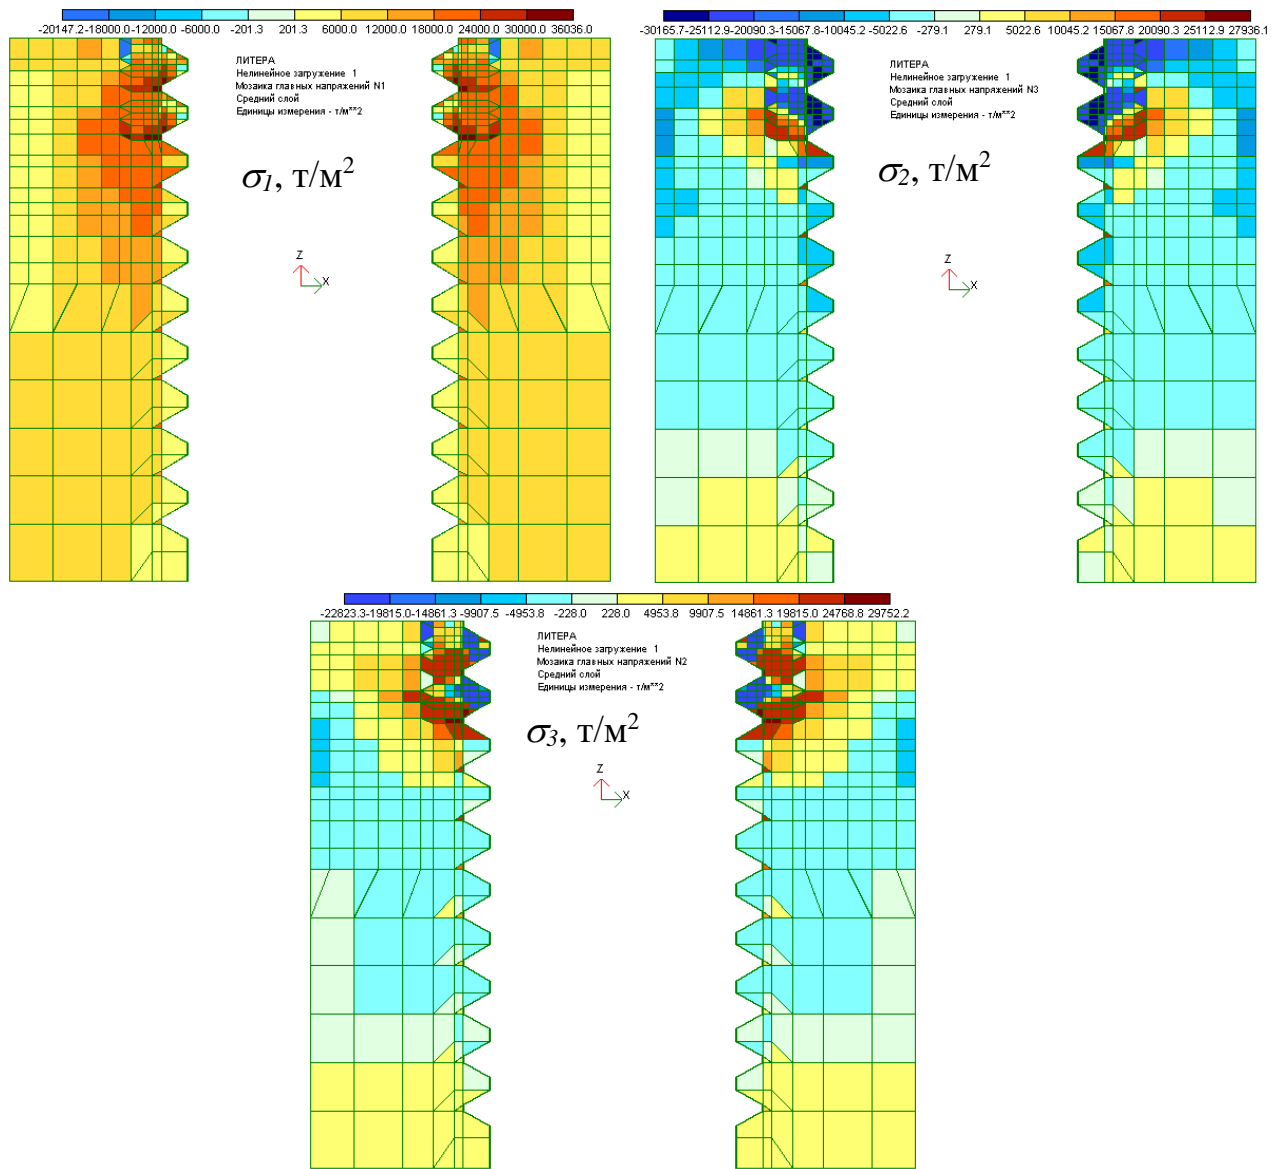 -20147.2 -18000.0 -12000.0 -6000.0 -201.3 201.3 6000.0 12000.0 18000.0 24000.0 30000.0 36036.0
ЛИТЕРА
Нелинейное загружение 1
Мозаика главных напряжений N1
Средний слой
Единицы измерения - т/м**2
σ1, т/м2
Z
X
-30165.7 -25112.9 -20090.3 -15067.8 -10045.2 -5022.6 -279.1 279.1 5022.6 10045.2 15067.8 20090.3 25112.9 27936.1
ЛИТЕРА
Нелинейное загружение 1
Мозаика главных напряжений N3
Средний слой
Единицы измерения - т/м**2
σ2, т/м2
Z
X
-22823.3 -19815.0 -14861.3 -9907.5 -4953.8 -228.0 228.0 4953.8 9907.5 14861.3 19815.0 24768.8 29752.2
ЛИТЕРА
Нелинейное загружение 1
Мозаика главных напряжений N2
Средний слой
Единицы измерения - т/м**2
σ3, т/м2
Z
X